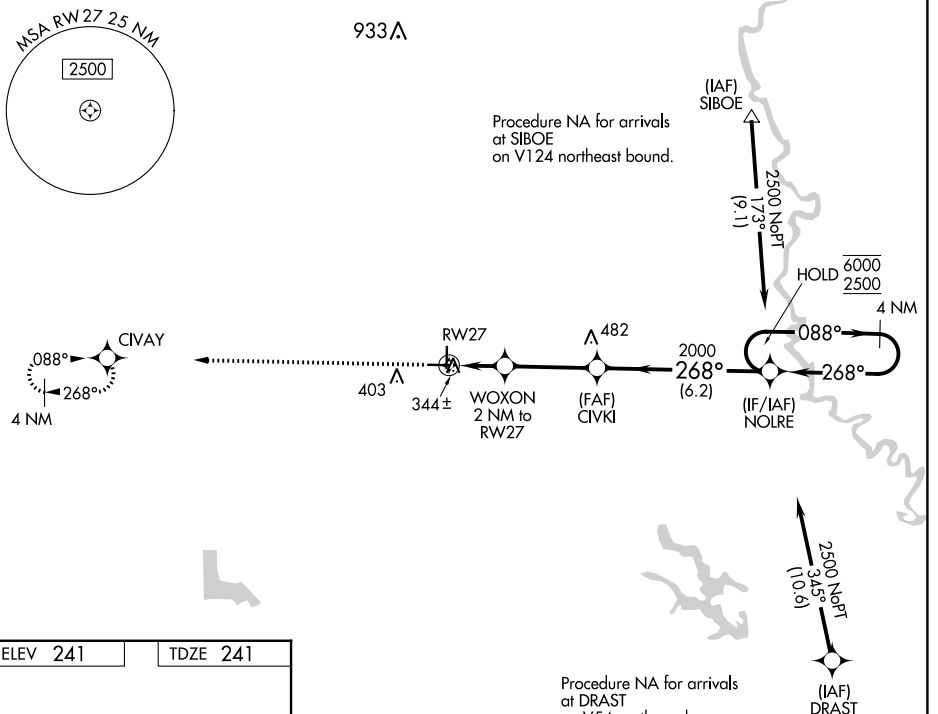 MSA RW27 25 NM
2500
933
(IAF)
SIBOE
Procedure NA for arrivals
at SIBOE
on V124 northeast bound.
2500 NoPT
173°
(9.1)
HOLD 6000
2500
4 NM
088°
268°
CIVAY
088°
268°
4 NM
RW27
403
344±
WOXON
2 NM to
RW27
482
(FAF)
CIVKI
2000
268°
(6.2)
(IF/IAF)
NOLRE
2500 NoPT
345°
(10.6)
(IAF)
DRAST
ELEV 241
TDZE 241
Procedure NA for arrivals
at DRAST